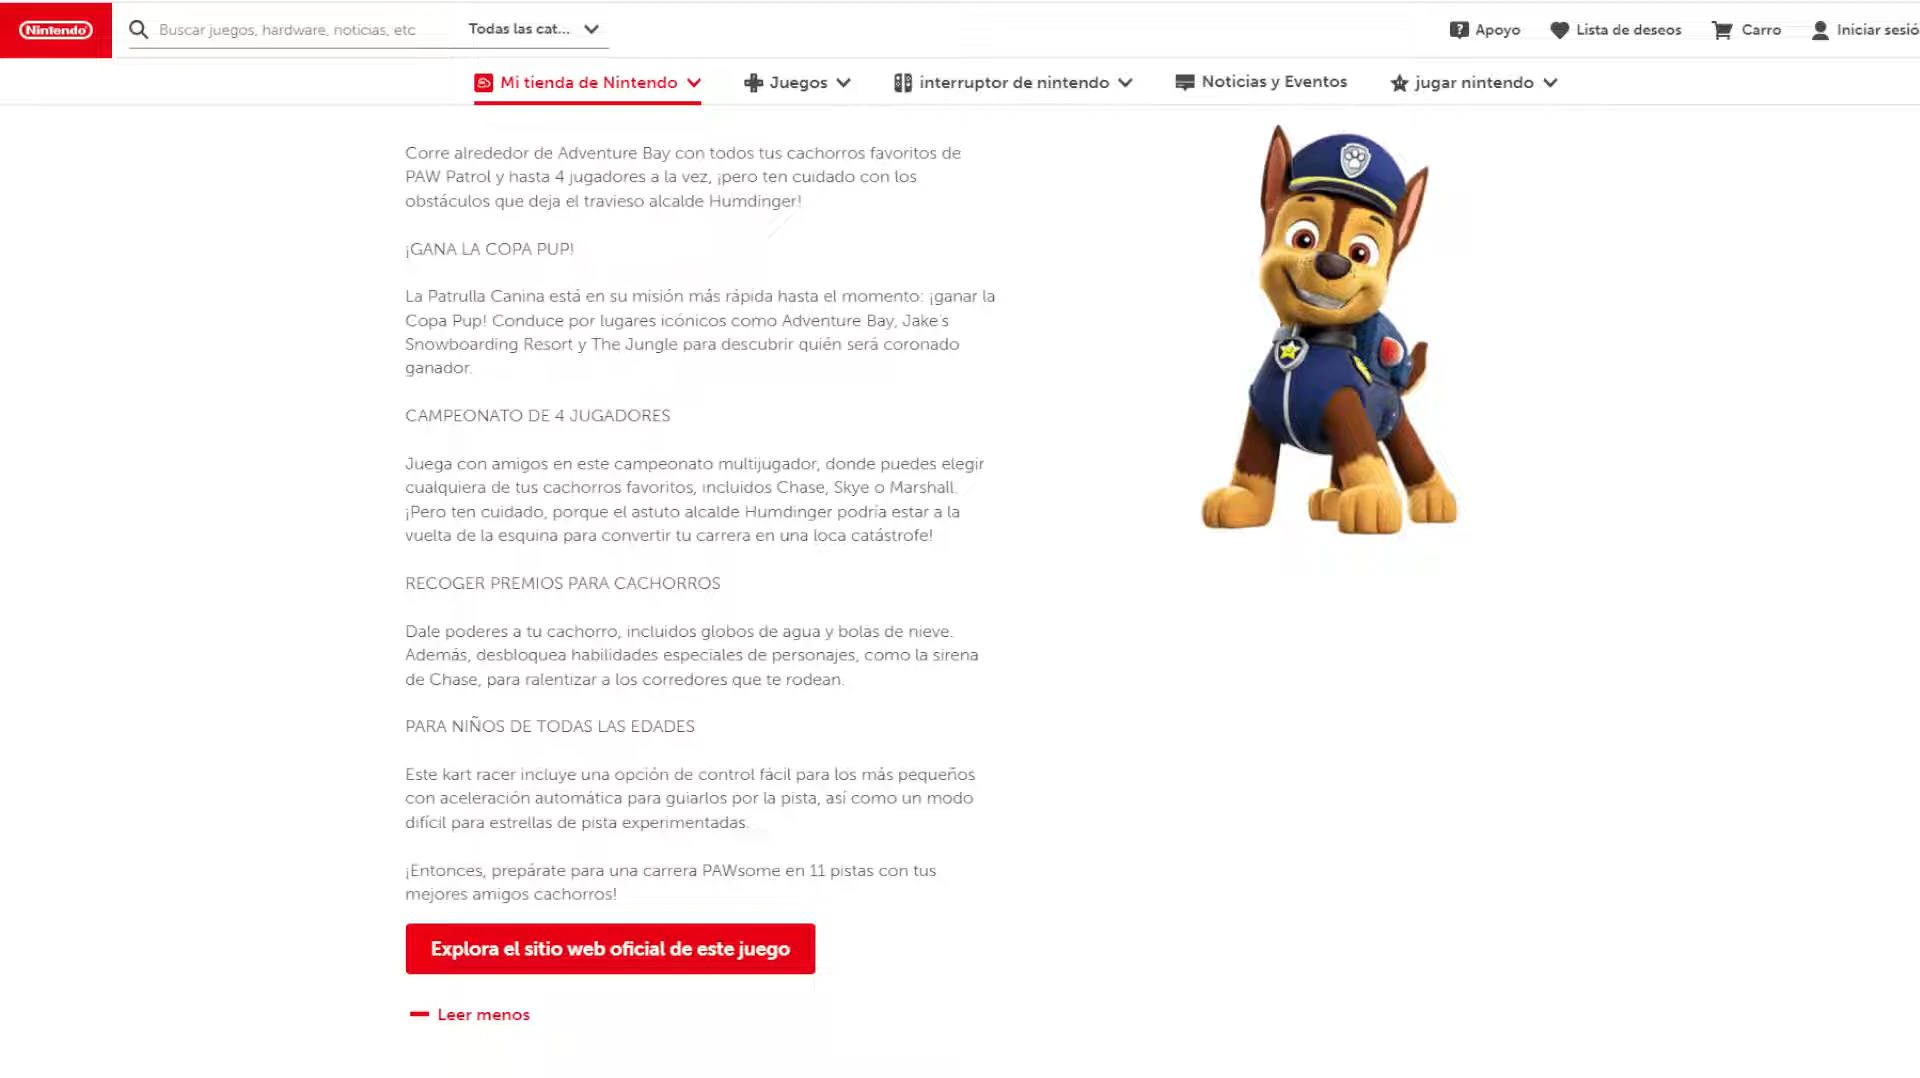 Nintendo
Buscar juegos, hardware, noticias, etc
Todas las cat...
Apoyo
Lista de deseos
Carro
Iniciar sesió
Mi tienda de Nintendo
Juegos
interruptor de nintendo
Noticias y Eventos
jugar nintendo
Corre alrededor de Adventure Bay con todos tus cachorros favoritos de
PAW Patrol y hasta 4 jugadores a la vez, ¡pero ten cuidado con los
obstáculos que deja el travieso alcalde Humdinger!
¡GANA LA COPA PUP!
La Patrulla Canina está en su misión más rápida hasta el momento: ¡ganar la
Copa Pup! Conduce por lugares icónicos como Adventure Bay, Jake's
Snowboarding Resort y The Jungle para descubrir quién será coronado
ganador.
CAMPEONATO DE 4 JUGADORES
Juega con amigos en este campeonato multijugador, donde puedes elegir
cualquiera de tus cachorros favoritos, incluidos Chase, Skye o Marshall.
¡Pero ten cuidado, porque el astuto alcalde Humdinger podría estar a la
vuelta de la esquina para convertir tu carrera en una loca catástrofe!
RECOGER PREMIOS PARA CACHORROS
Dale poderes a tu cachorro, incluidos globos de agua y bolas de nieve.
Además, desbloquea habilidades especiales de personajes, como la sirena
de Chase, para ralentizar a los corredores que te rodean.
PARA NIÑOS DE TODAS LAS EDADES
Este kart racer incluye una opción de control fácil para los más pequeños
con aceleración automática para guiarlos por la pista, así como un modo
difícil para estrellas de pista experimentadas.
¡Entonces, prepárate para una carrera PAWsome en 11 pistas con tus
mejores amigos cachorros!
Explora el sitio web oficial de este juego
Leer menos